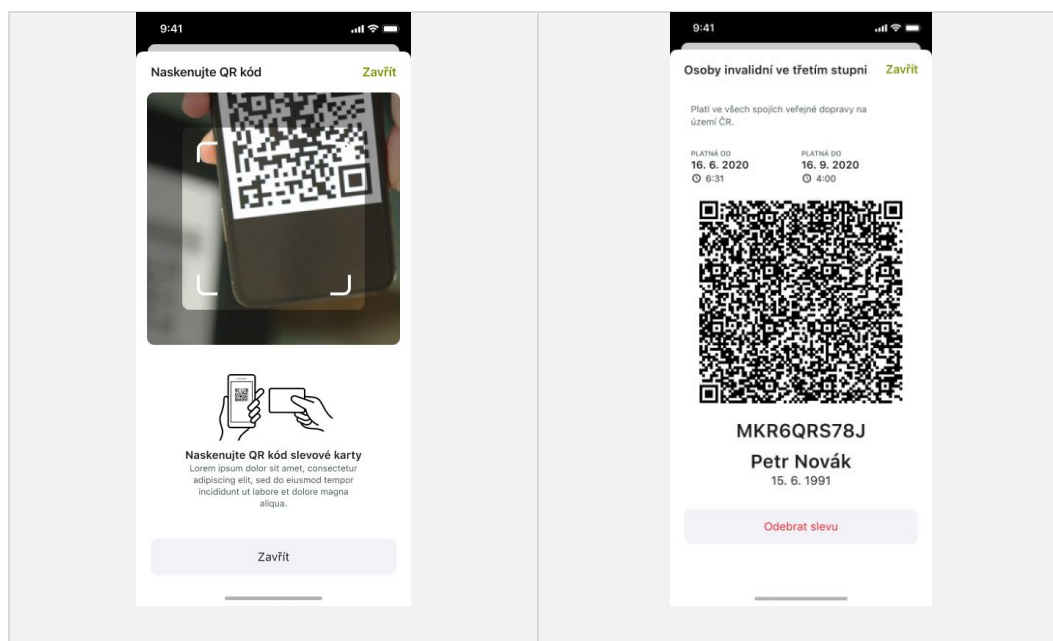 9:41
Naskenujte QR kód Zavřít
Naskenujte QR kód slevové karty
Lorem ipsum dolor sit amet, consectetur
adipiscing elit, sed do eiusmod tempor
incididunt ut labore et dolore magna
aliqua.
Zavřít
9:41
Osoby invalidní ve třetím stupni Zavřít
Platí ve všech spojích veřejné dopravy na
území ČR.
PLATNÁ OD PLATNÁ DO
16. 6. 2020 16. 9. 2020
6:31 4:00
MKR6QRS78J
Petr Novák
15. 6. 1991
Odebrat slevu